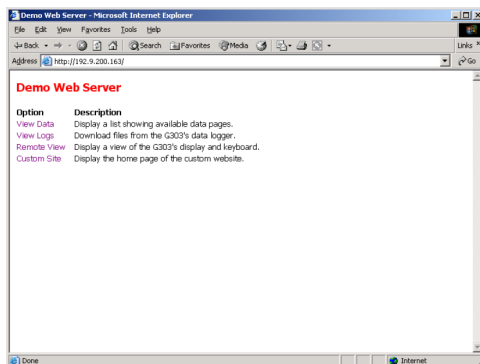 Demo Web Server - Microsoft Internet Explorer
File Edit View Favorites Tools Help
Back Search Favorites Media Links »
Address http://192.9.200.163/ Go
Demo Web Server
Option Description
View Data Display a list showing available data pages.
View Logs Download files from the G303's data logger.
Remote View Display a view of the G303's display and keyboard.
Custom Site Display the home page of the custom website.
Done Internet